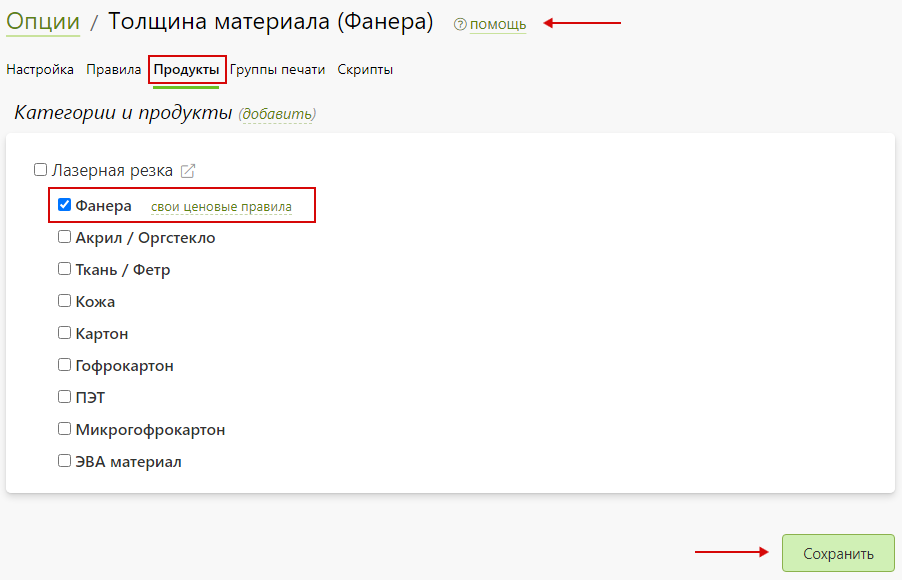 Опции / Толщина материала (Фанера) ? помощь
Настройка Правила Продукты Группы печати Скрипты
Категории и продукты (добавить)
Лазерная резка
Фанера свои ценовые правила
Акрил / Оргстекло
Ткань / Фетр
Кожа
Картон
Гофрокартон
ПЭТ
Микрогофрокартон
ЭВА материал
Сохранить